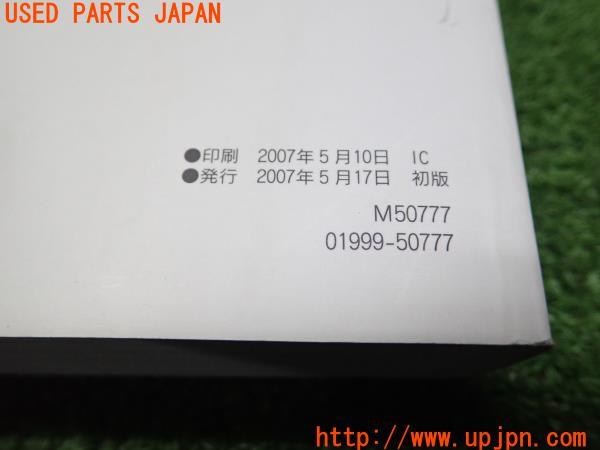 USED PARTS JAPAN
●印刷 2007年5月10日 IC
●発行 2007年5月17日 初版
M50777
01999-50777
http://www.upjpn.com